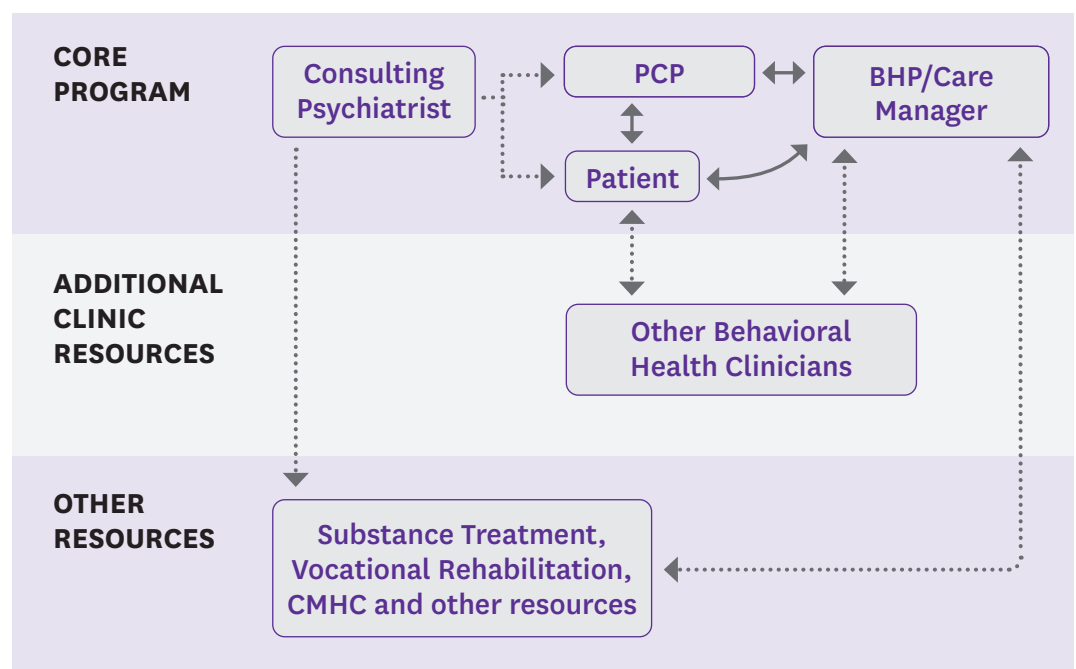 CORE
PROGRAM
Consulting
Psychiatrist
PCP
BHP/Care
Manager
Patient
ADDITIONAL
CLINIC
RESOURCES
Other Behavioral
Health Clinicians
OTHER
RESOURCES
Substance Treatment,
Vocational Rehabilitation,
CMHC and other resources